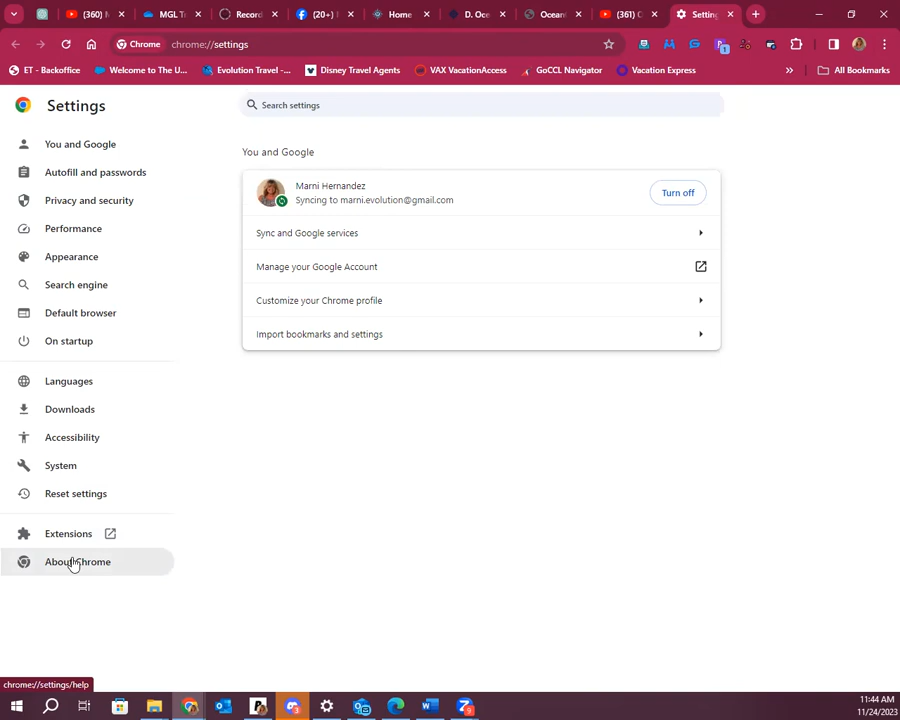 (360) M
MGL Tr
Record
(20+) F
Home
D. Oce
Ocean
(361) C
Setting
Chrome
chrome://settings
ET - Backoffice
Welcome to The U...
Evolution Travel -...
Disney Travel Agents
VAX VacationAccess
GoCCL Navigator
Vacation Express
»
All Bookmarks
Settings
Search settings
You and Google
Autofill and passwords
Privacy and security
Performance
Appearance
Search engine
Default browser
On startup
Languages
Downloads
Accessibility
System
Reset settings
Extensions
About Chrome
You and Google
Marni Hernandez
Syncing to marni.evolution@gmail.com
Turn off
Sync and Google services
Manage your Google Account
Customize your Chrome profile
Import bookmarks and settings
chrome://settings/help
11:44 AM
11/24/2023